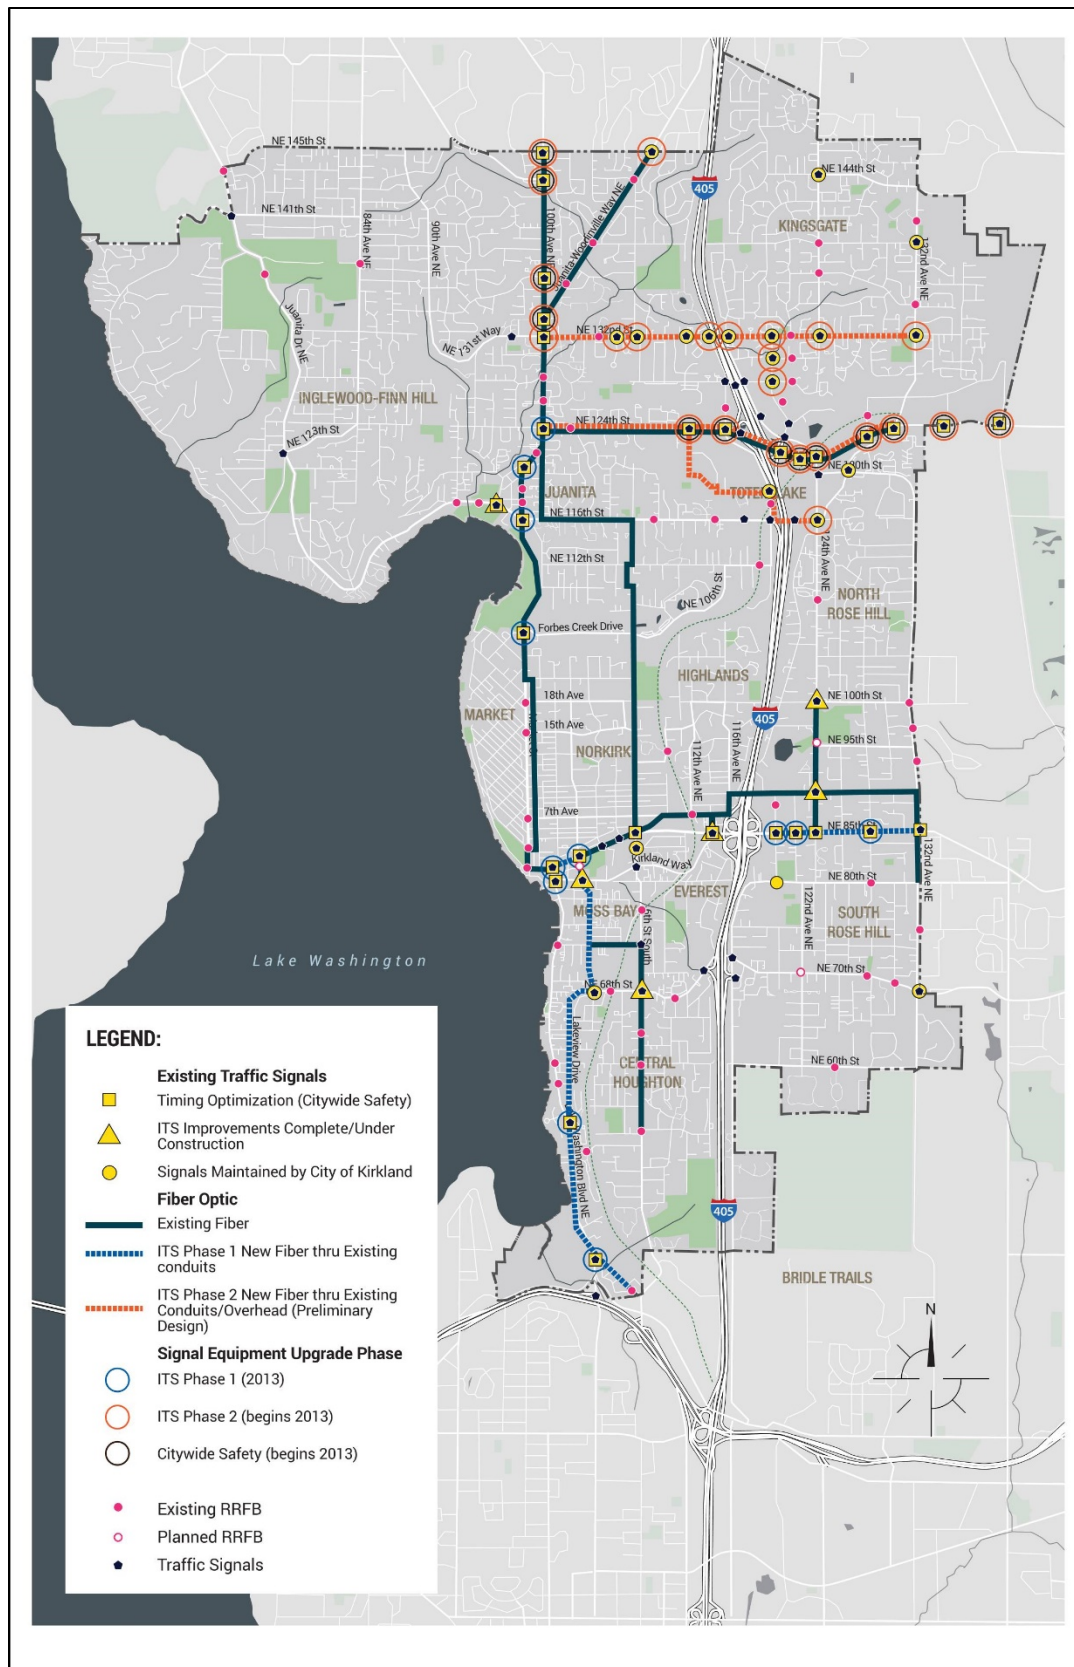 NE 145th St
405
NE 144th St
NE 141th St
84th Ave NE
90th Ave NE
100th Ave NE
Juanita-Woodinville Way NE
KINGSGATE
132nd Ave NE
Juanita Dr NE
NE 131st Way
NE 132nd St
INGLEWOOD-FINN HILL
NE 124th St
NE 123th St
JUANITA
NE 116th St
124th Ave NE
NE 112th St
NE 106th St
NORTH
ROSE HILL
Forbes Creek Drive
HIGHLANDS
18th Ave
NE 100th St
MARKET
15th Ave
405
NORKIRK
112th Ave NE
116th Ave NE
NE 95th St
7th Ave
NE 85th St
Kirkland Way
132nd Ave NE
EVEREST
NE 80th St
MOSS BAY
6th St South
122nd Ave NE
SOUTH
ROSE HILL
Lake Washington
NE 70th St
NE 68th St
Lakeview Drive
NE 60th St
CENTRAL
HOUGHTON
Washington Blvd NE
405
BRIDLE TRAILS
N
LEGEND:
Existing Traffic Signals
Timing Optimization (Citywide Safety)
ITS Improvements Complete/Under
Construction
Signals Maintained by City of Kirkland
Fiber Optic
Existing Fiber
ITS Phase 1 New Fiber thru Existing
conduits
ITS Phase 2 New Fiber thru Existing
Conduits/Overhead (Preliminary
Design)
Signal Equipment Upgrade Phase
ITS Phase 1 (2013)
ITS Phase 2 (begins 2013)
Citywide Safety (begins 2013)
Existing RRFB
Planned RRFB
Traffic Signals